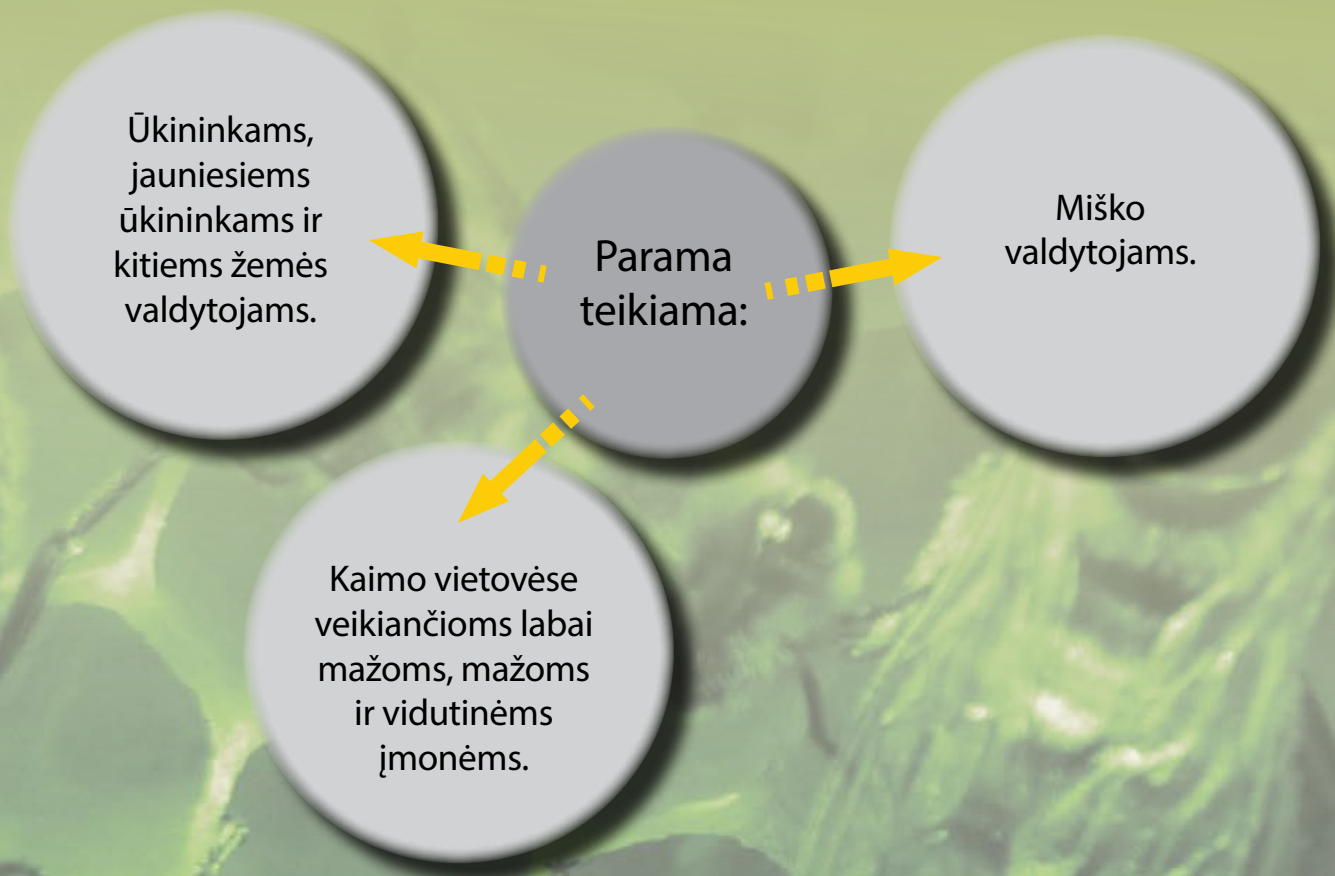 Parama
teikiama:
Ūkininkams,
jauniesiems
ūkininkams ir
kitiems žemės
valdytojams.
Miško
valdytojams.
Kaimo vietovėse
veikiančioms labai
mažoms, mažoms
ir vidutinėms
įmonėms.